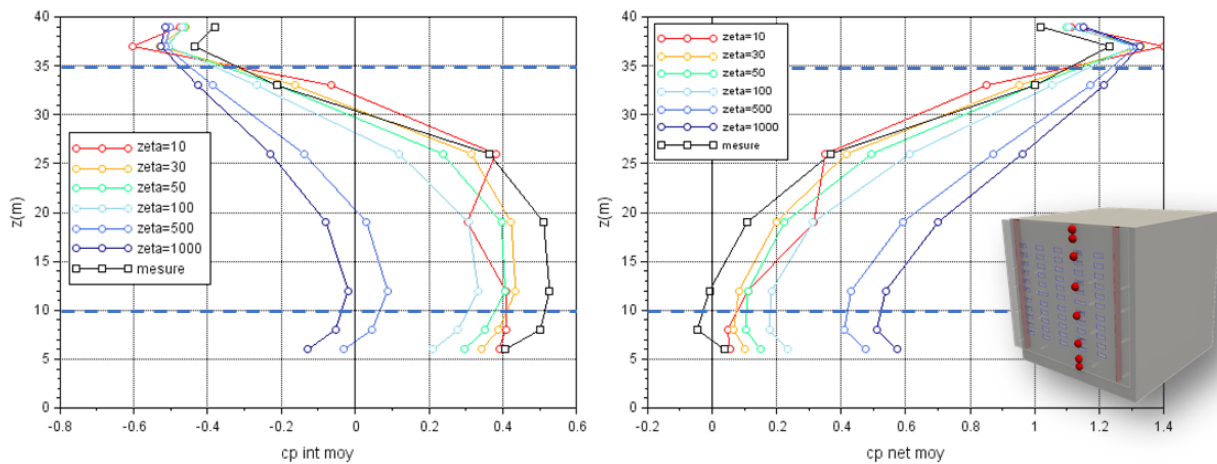 40
35
30
25
20
15
10
5
0
z(m)
zeta=10
zeta=30
zeta=50
zeta=100
zeta=500
zeta=1000
mesure
-0.8 -0.6 -0.4 -0.2 0 0.2 0.4 0.6
cp int moy
40
35
30
25
20
15
10
5
0
z(m)
zeta=10
zeta=30
zeta=50
zeta=100
zeta=500
zeta=1000
mesure
-0.2 0 0.2 0.4 0.6 0.8 1 1.2 1.4
cp net moy